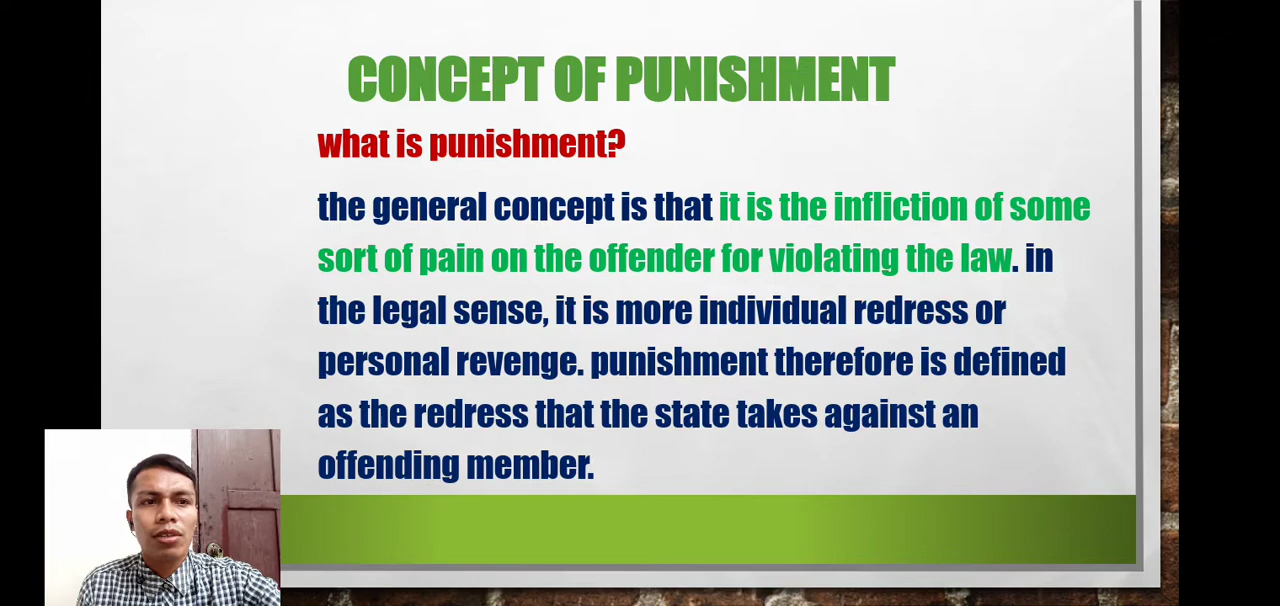 CONCEPT OF PUNISHMENT
what is punishment?
the general concept is that it is the infliction of some
sort of pain on the offender for violating the law. in
the legal sense, it is more individual redress or
personal revenge. punishment therefore is defined
as the redress that the state takes against an
offending member.